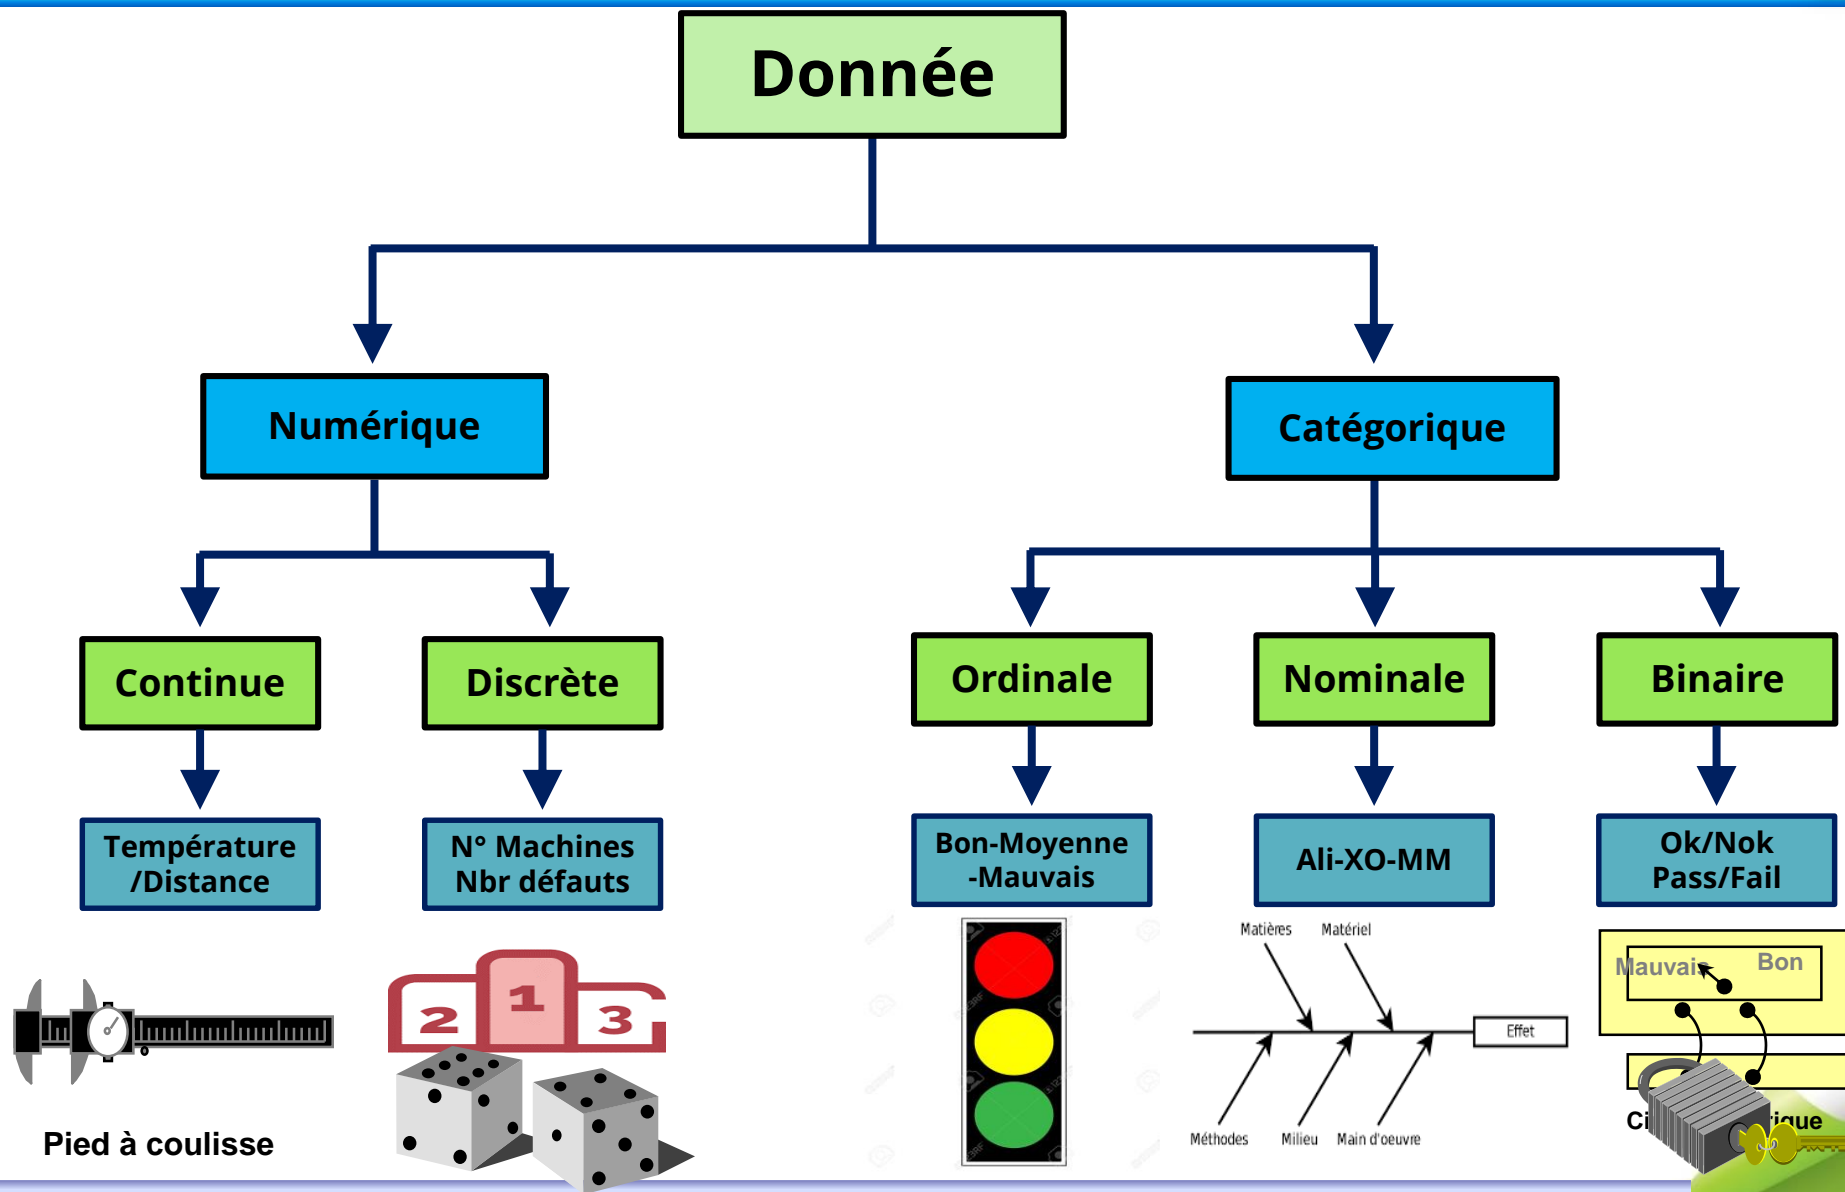 Donnée
Numérique
Catégorique
Continue
Discrète
Ordinale
Nominale
Binaire
Température
/Distance
N° Machines
Nbr défauts
Bon-Moyenne
-Mauvais
Ali-XO-MM
Ok/Nok
Pass/Fail
2
1
3
Matières
Matériel
Effet
Méthodes
Milieu
Main d'oeuvre
Mauvais
Bon
Pied à coulisse